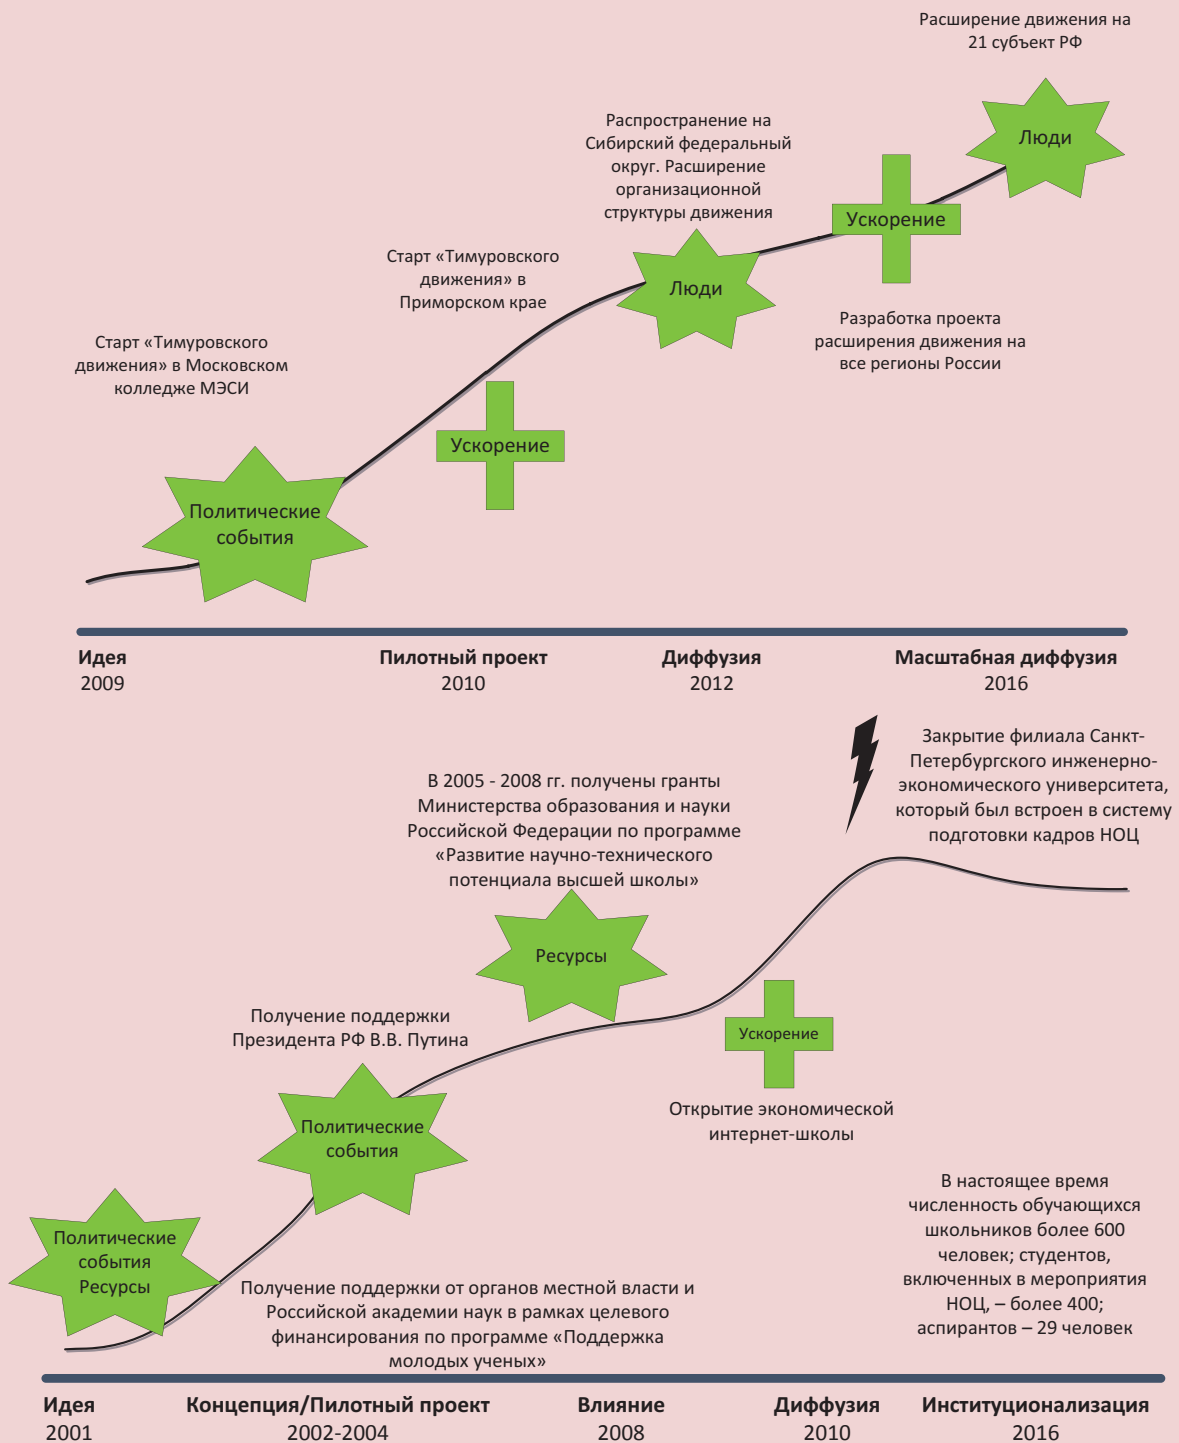 Расширение движения на
21 субъект РФ
Люди
Распространение на
Сибирский федеральный
округ. Расширение
организационной
структуры движения
Ускорение
Старт «Тимуровского
движения» в
Приморском крае
Люди
Разработка проекта
расширения движения на
все регионы России
Старт «Тимуровского
движения» в Московском
колледже МЭСИ
Ускорение
Политические
события
Идея
2009
Пилотный проект
2010
Диффузия
2012
Масштабная диффузия
2016
Закрытие филиала Санкт-
Петербургского инженерно-
экономического университета,
который был встроен в систему
подготовки кадров НОЦ
В 2005 - 2008 гг. получены гранты
Министерства образования и науки
Российской Федерации по программе
«Развитие научно-технического
потенциала высшей школы»
Ресурсы
Получение поддержки
Президента РФ В.В. Путина
Ускорение
Открытие экономической
интернет-школы
Политические
события
В настоящее время
численность обучающихся
школьников более 600
человек; студентов,
включенных в мероприятия
НОЦ, – более 400;
аспирантов – 29 человек
Политические
события
Ресурсы
Получение поддержки от органов местной власти и
Российской академии наук в рамках целевого
финансирования по программе «Поддержка
молодых ученых»
Идея
2001
Концепция/Пилотный проект
2002-2004
Влияние
2008
Диффузия
2010
Институционализация
2016